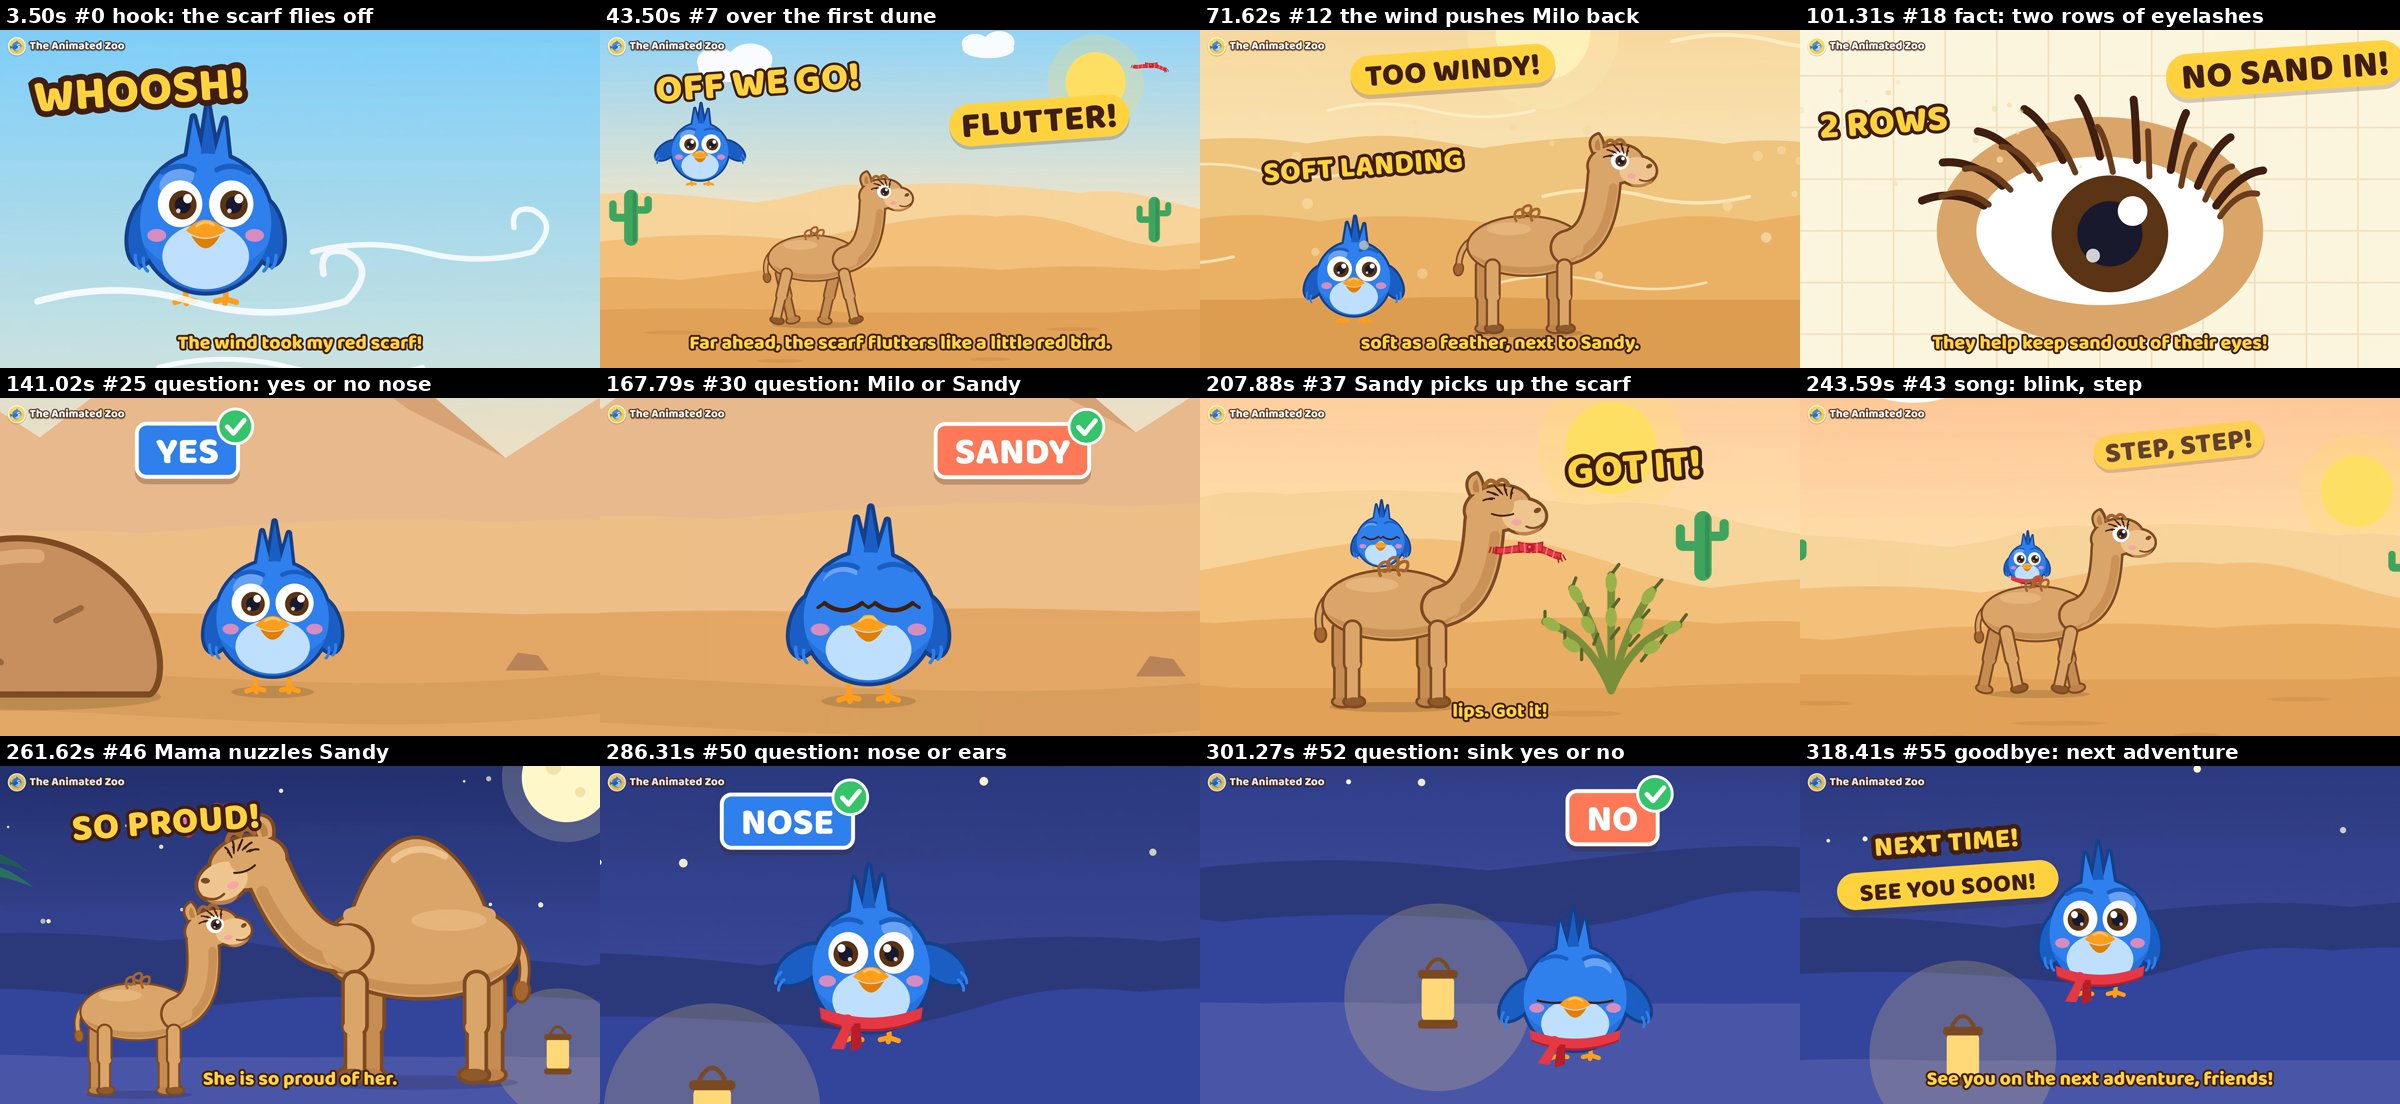 3.50s #0 hook: the scarf flies off
The Animated Zoo
WHOOSH!
The wind took my red scarf!
43.50s #7 over the first dune
The Animated Zoo
OFF WE GO!
FLUTTER!
Far ahead, the scarf flutters like a little red bird.
71.62s #12 the wind pushes Milo back
The Animated Zoo
TOO WINDY!
SOFT LANDING
soft as a feather, next to Sandy.
101.31s #18 fact: two rows of eyelashes
The Animated Zoo
NO SAND IN!
2 ROWS
They help keep sand out of their eyes!
141.02s #25 question: yes or no nose
The Animated Zoo
YES
167.79s #30 question: Milo or Sandy
The Animated Zoo
SANDY
207.88s #37 Sandy picks up the scarf
The Animated Zoo
GOT IT!
lips. Got it!
243.59s #43 song: blink, step
The Animated Zoo
STEP, STEP!
261.62s #46 Mama nuzzles Sandy
The Animated Zoo
SO PROUD!
She is so proud of her.
286.31s #50 question: nose or ears
The Animated Zoo
NOSE
301.27s #52 question: sink yes or no
The Animated Zoo
NO
318.41s #55 goodbye: next adventure
The Animated Zoo
NEXT TIME!
SEE YOU SOON!
See you on the next adventure, friends!